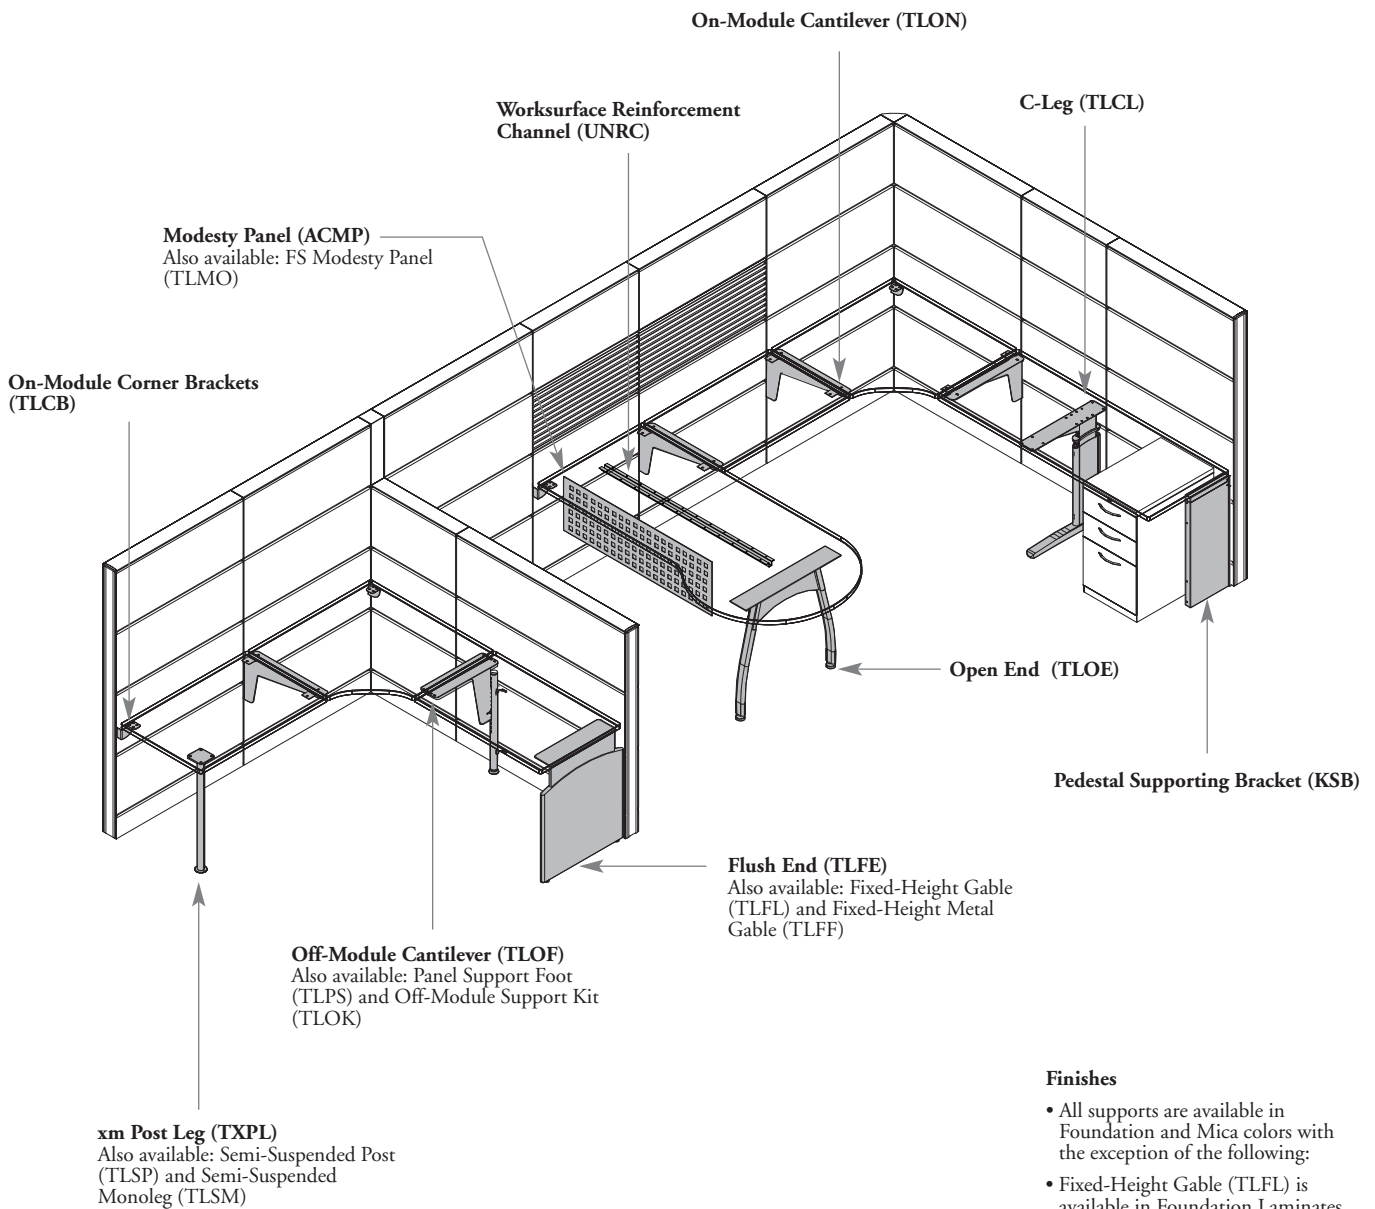 On-Module Cantilever (TLON)
C-Leg (TLCL)
Worksurface Reinforcement
Channel (UNRC)
Modesty Panel (ACMP)
Also available: FS Modesty Panel
(TLMO)
On-Module Corner Brackets
(TLCB)
Open End (TLOE)
Pedestal Supporting Bracket (KSB)
Flush End (TLFE)
Also available: Fixed-Height Gable
(TLFL) and Fixed-Height Metal
Gable (TLFF)
Off-Module Cantilever (TLOF)
Also available: Panel Support Foot
(TLPS) and Off-Module Support Kit
(TLOK)
xm Post Leg (TXPL)
Also available: Semi-Suspended Post
(TLSP) and Semi-Suspended
Monoleg (TLSM)
Finishes
• All supports are available in
Foundation and Mica colors with
the exception of the following:
• Fixed-Height Gable (TLFL) is
available in Foundation Laminates